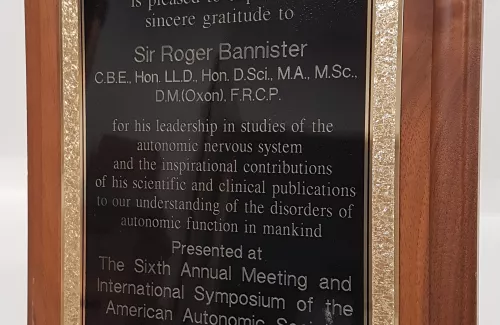 is pleased to
sincere gratitude to
Sir Roger Bannister
C.B.E., Hon. LL.D., Hon. D.Sci., M.A., M.Sc.,
D.M.(Oxon), F.R.C.P.
for his leadership in studies of the
autonomic nervous system
and the inspirational contributions
of his scientific and clinical publications
to our understanding of the disorders of
autonomic function in mankind
Presented at
The Sixth Annual Meeting and
International Symposium of the
American Autonomic